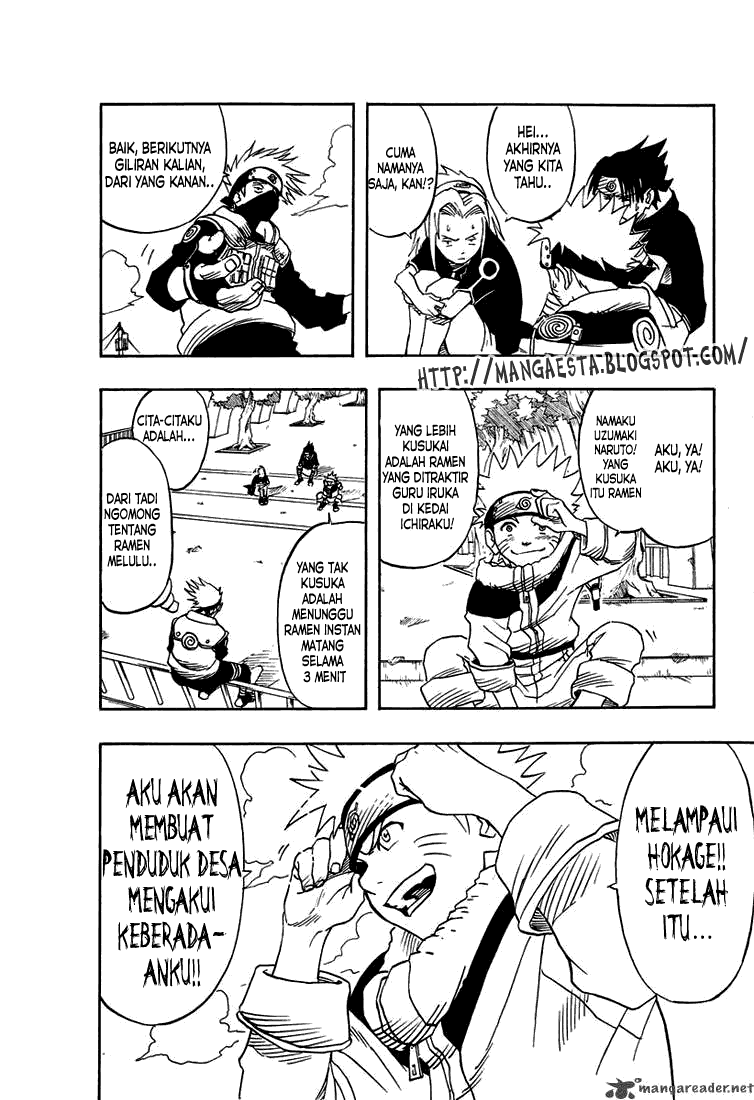 HEI...
AKHIRNYA
YANG KITA
TAHU...
CUMA
NAMANYA
SAJA, KAN!?
BAIK, BERIKUTNYA
GILIRAN KALIAN,
DARI YANG KANAN..
HTTP://MANGAESTA.BLOGSPOT.COM/
AKU, YA!
AKU, YA!
NAMAKU
UZUMAKI
NARUTO!
YANG
KUSUKA
ITU RAMEN
YANG LEBIH
KUSUKAI
ADALAH RAMEN
YANG DITRAKTIR
GURU IRUKA
DI KEDAI
ICHIRAKU!
YANG TAK
KUSUKA
ADALAH
MENUNGGU
RAMEN INSTAN
MATANG
SELAMA
3 MENIT
CITA-CITAKU
ADALAH...
DARI TADI
NGOMONG
TENTANG
RAMEN
MELULU..
MELAMPAUI
HOKAGE!!
SETELAH
ITU...
AKU AKAN
MEMBUAT
PENDUDUK DESA
MENGAKUI
KEBERADA-
ANKU!!
mangareader.net